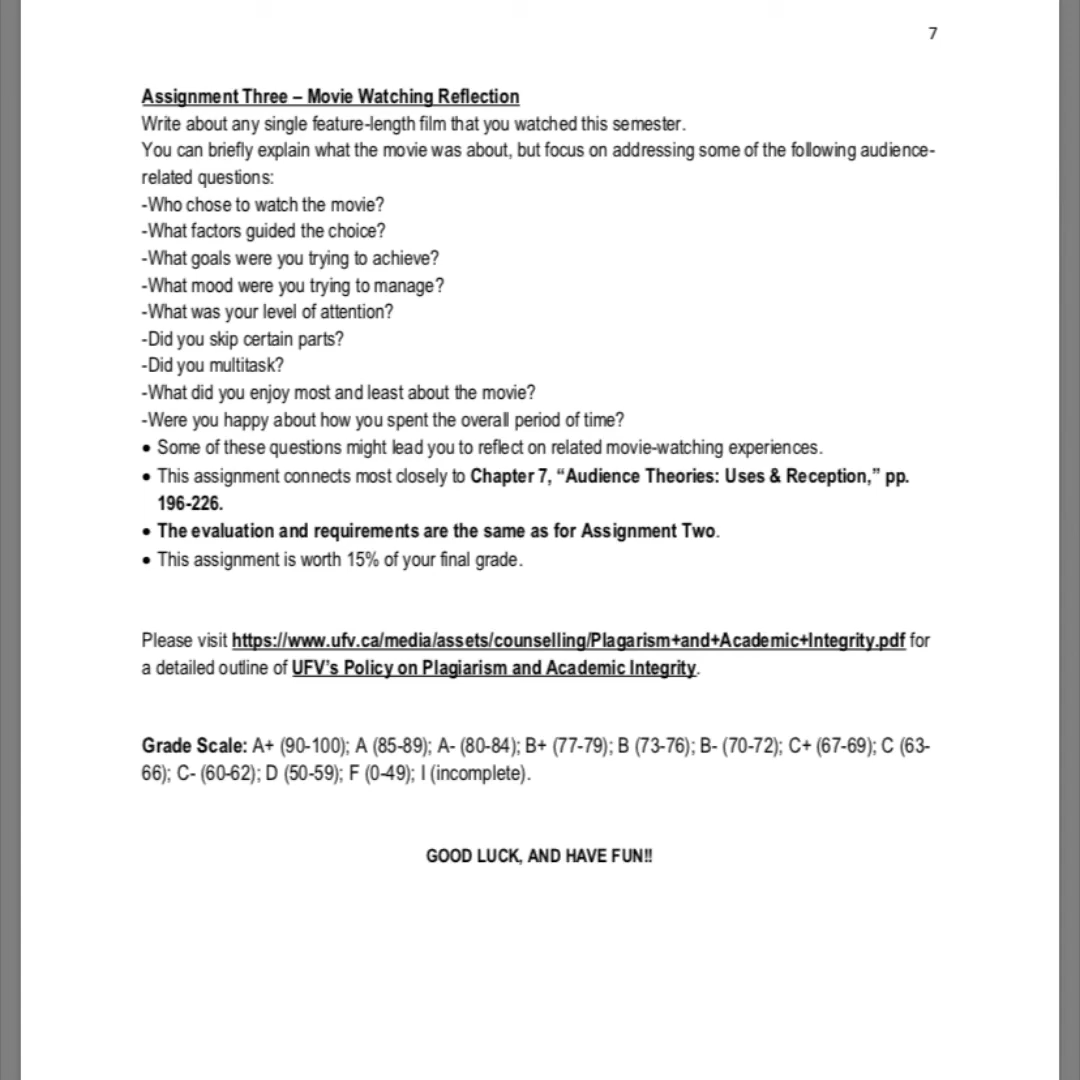 7
Assignment Three – Movie Watching Reflection
Write about any single feature-length film that you watched this semester.
You can briefly explain what the movie was about, but focus on addressing some of the following audience-
related questions:
-Who chose to watch the movie?
-What factors guided the choice?
-What goals were you trying to achieve?
-What mood were you trying to manage?
-What was your level of attention?
-Did you skip certain parts?
-Did you multitask?
-What did you enjoy most and least about the movie?
-Were you happy about how you spent the overall period of time?
• Some of these questions might lead you to reflect on related movie-watching experiences.
• This assignment connects most closely to Chapter 7, “Audience Theories: Uses & Reception,” pp.
196-226.
• The evaluation and requirements are the same as for Assignment Two.
• This assignment is worth 15% of your final grade.
Please visit https://www.ufv.ca/media/assets/counselling/Plagarism+and+Academic+Integrity.pdf for
a detailed outline of UFV’s Policy on Plagiarism and Academic Integrity.
Grade Scale: A+ (90-100); A (85-89); A- (80-84); B+ (77-79); B (73-76); B- (70-72); C+ (67-69); C (63-
66); C- (60-62); D (50-59); F (0-49); I (incomplete).
GOOD LUCK, AND HAVE FUN!!